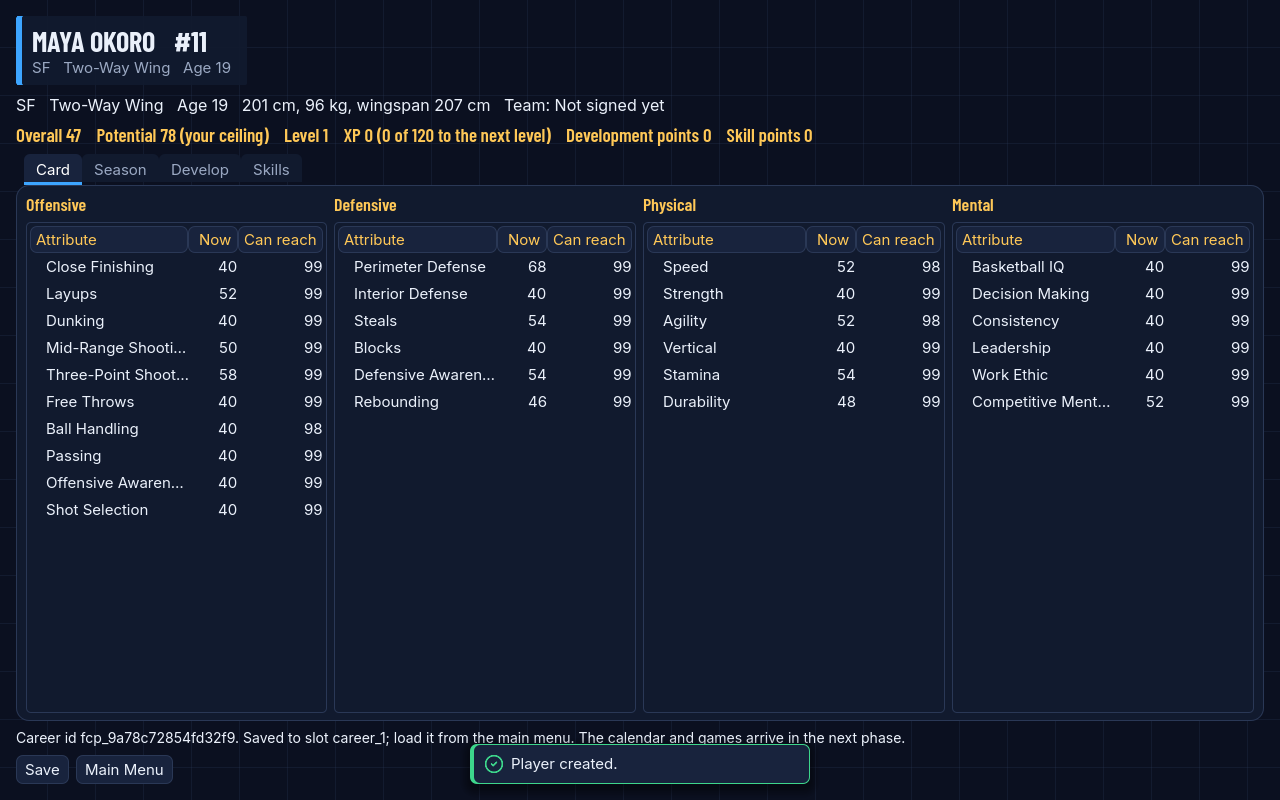 MAYA OKORO #11
SF Two-Way Wing Age 19
SF Two-Way Wing Age 19 201 cm, 96 kg, wingspan 207 cm Team: Not signed yet
Overall 47 Potential 78 (your ceiling) Level 1 XP 0 (0 of 120 to the next level) Development points 0 Skill points 0
Card Season Develop Skills
Offensive
Attribute Now Can reach
Close Finishing 40 99
Layups 52 99
Dunking 40 99
Mid-Range Shooti... 50 99
Three-Point Shoot... 58 99
Free Throws 40 99
Ball Handling 40 98
Passing 40 99
Offensive Awaren... 40 99
Shot Selection 40 99
Defensive
Attribute Now Can reach
Perimeter Defense 68 99
Interior Defense 40 99
Steals 54 99
Blocks 40 99
Defensive Awaren... 54 99
Rebounding 46 99
Physical
Attribute Now Can reach
Speed 52 98
Strength 40 99
Agility 52 98
Vertical 40 99
Stamina 54 99
Durability 48 99
Mental
Attribute Now Can reach
Basketball IQ 40 99
Decision Making 40 99
Consistency 40 99
Leadership 40 99
Work Ethic 40 99
Competitive Ment... 52 99
Career id fcp_9a78c72854fd32f9. Saved to slot career_1; load it from the main menu. The calendar and games arrive in the next phase.
Player created.
Save Main Menu